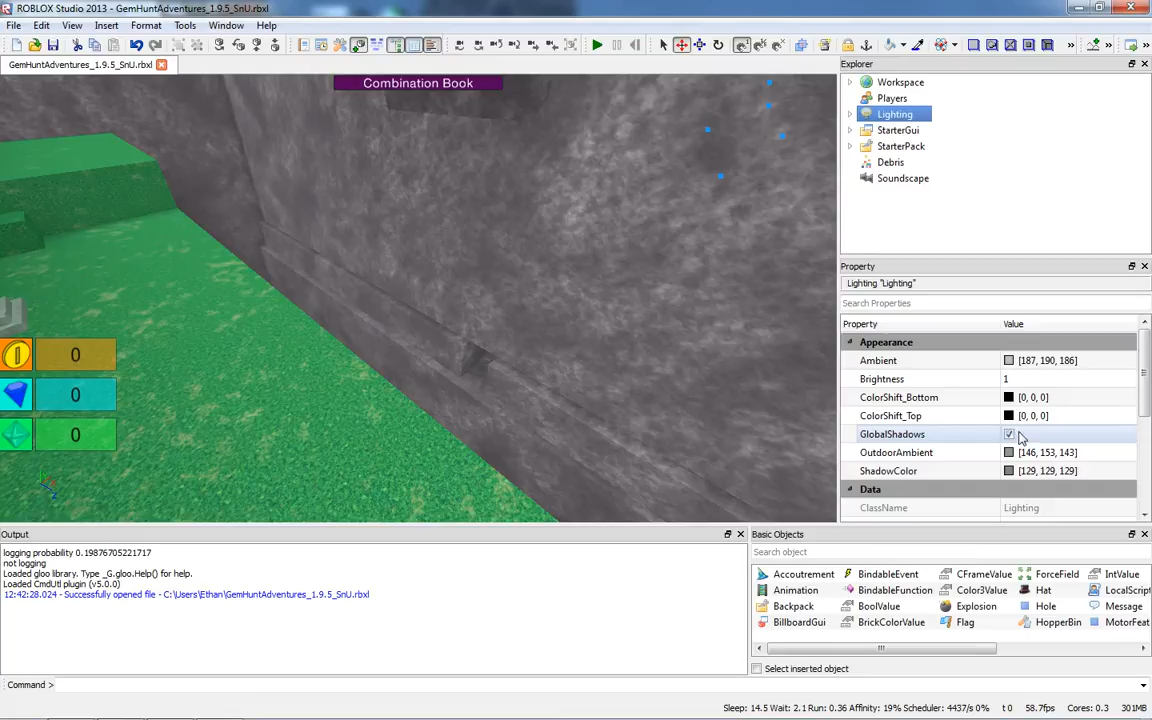 ROBLOX Studio 2013 - GemHuntAdventures_1.9.5_SnU.rbxl
File Edit View Insert Format Tools Window Help
GemHuntAdventures_1.9.5_SnU.rbxl
Combination Book
0
0
0
Explorer
Workspace
Players
Lighting
StarterGui
StarterPack
Debris
Soundscape
Property
Lighting "Lighting"
Search Properties
Property Value
Appearance
Ambient [187, 190, 186]
Brightness 1
ColorShift_Bottom [0, 0, 0]
ColorShift_Top [0, 0, 0]
GlobalShadows
OutdoorAmbient [146, 153, 143]
ShadowColor [129, 129, 129]
Data
ClassName Lighting
Output
logging probability 0.19876705221717
not logging
Loaded gloo library. Type _G.gloo.Help() for help.
Loaded CmdUtl plugin (v5.0.0)
12:42:28.024 - Successfully opened file - C:\Users\Ethan\GemHuntAdventures_1.9.5_SnU.rbxl
Basic Objects
Search object
Accoutrement BindableEvent CFrameValue ForceField IntValue
Animation BindableFunction Color3Value Hat LocalScript
Backpack BoolValue Explosion Hole Message
BillboardGui BrickColorValue Flag HopperBin MotorFeat
Select inserted object
Command >
Sleep: 14.5 Wait: 2.1 Run: 0.36 Affinity: 19% Scheduler: 4437/s 0% t 0 58.7fps Cores: 0.3 301MB